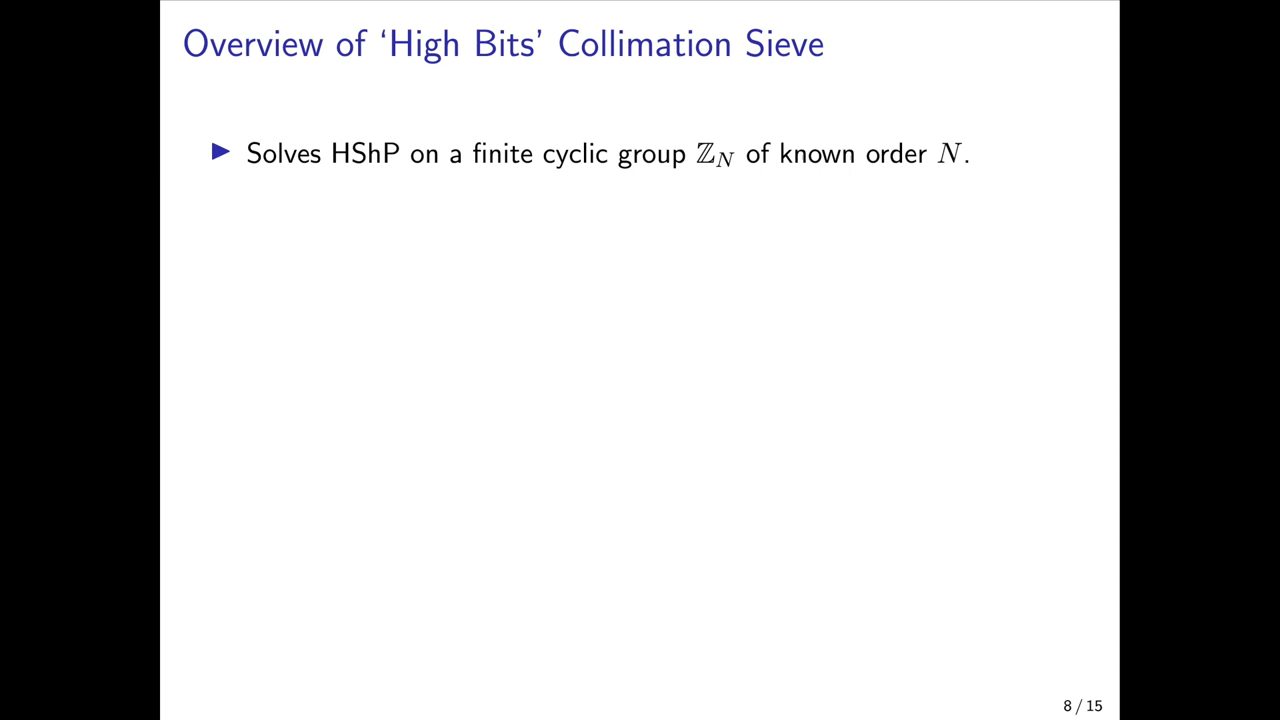 Overview of ‘High Bits’ Collimation Sieve
▶ Solves HShP on a finite cyclic group ℤ_N of known order N.
8 / 15